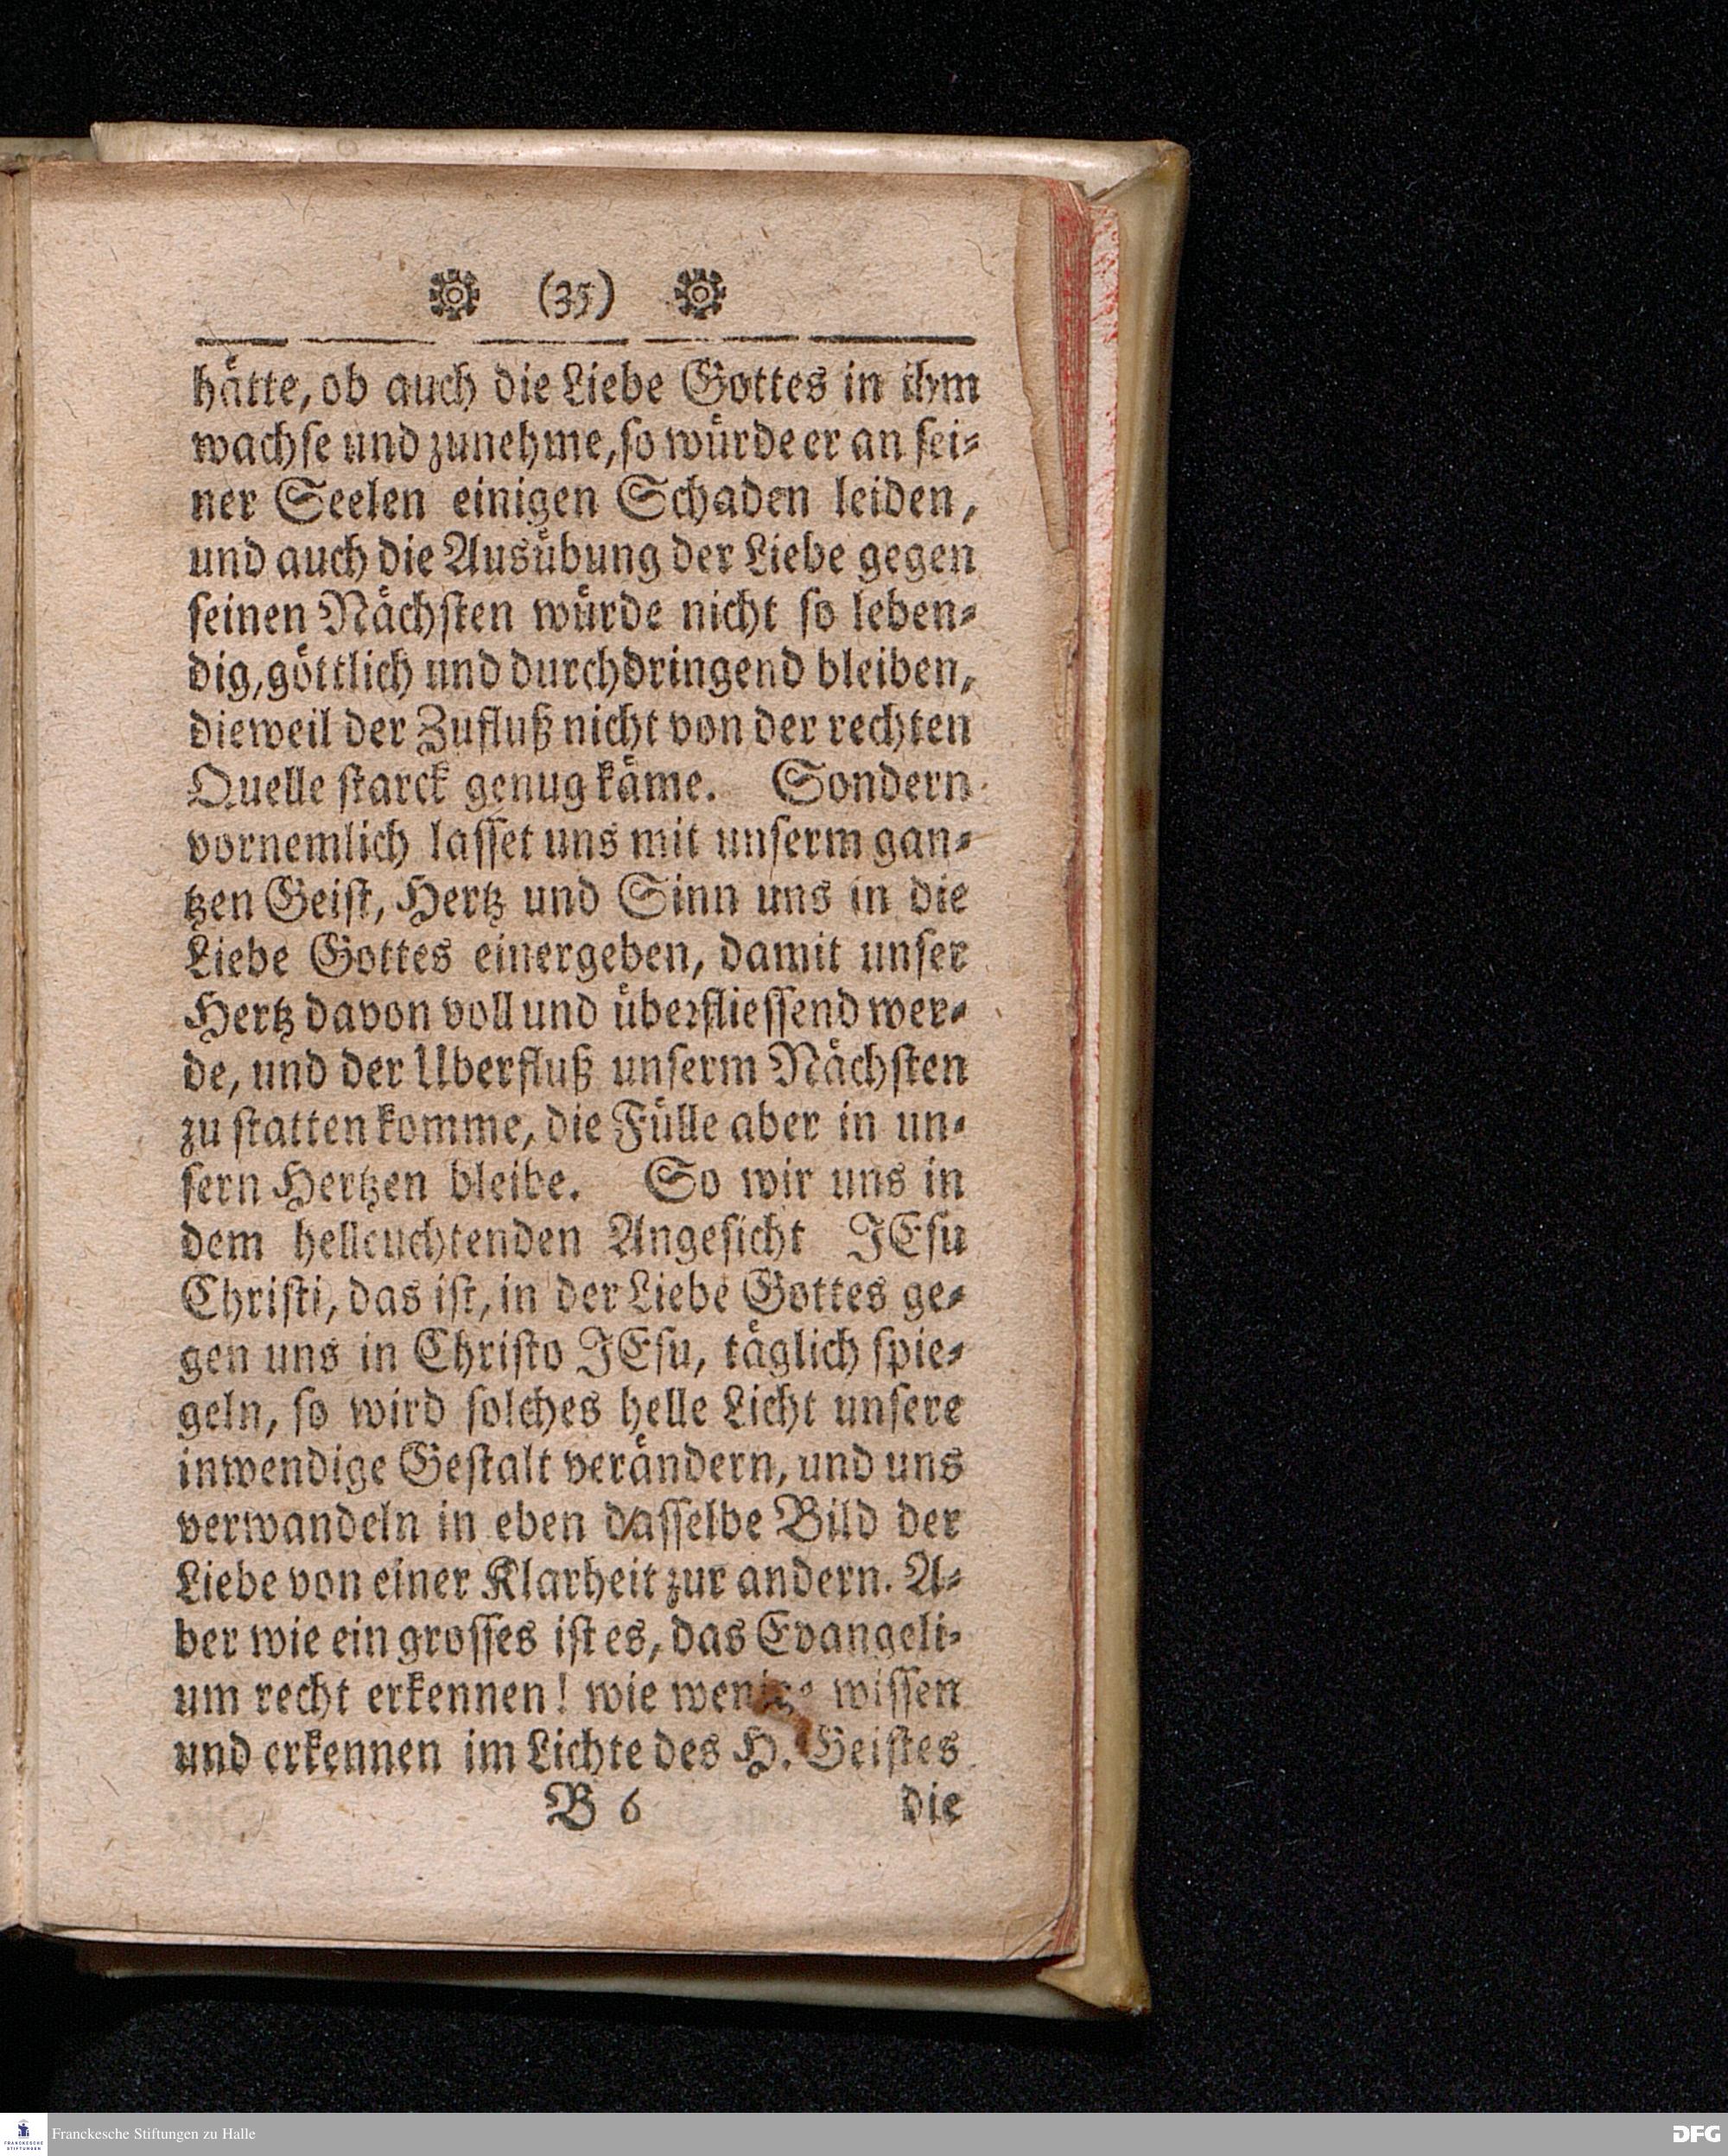 (35)
hätte, ob auch die Liebe Gottes in ihm
wachse und zunehme, so würde er an sei-
ner Seelen einigen Schaden leiden,
und auch die Ausübung der Liebe gegen
seinen Nächsten würde nicht so leben-
dig, göttlich und durchdringend bleiben,
dieweil der Zufluß nicht von der rechten
Quelle starck genug käme. Sondern
vornemlich lasset uns mit unserm gan-
tzen Geist, Hertz und Sinn uns in die
Liebe Gottes einergeben, damit unser
Hertz davon voll und überfliessend wer-
de, und der Uberfluß unserm Nächsten
zu statten komme, die Fülle aber in un-
sern Hertzen bleibe. So wir uns in
dem helleuchtenden Angesicht JEsu
Christi, das ist, in der Liebe Gottes ge-
gen uns in Christo JEsu, täglich spie-
geln, so wird solches helle Licht unsere
inwendige Gestalt verändern, und uns
verwandeln in eben dasselbe Bild der
Liebe von einer Klarheit zur andern. A-
ber wie ein grosses ist es, das Evangeli-
um recht erkennen! wie wenige wissen
und erkennen im Lichte des H. Geistes
B 6 die
FRANCKESCHE STIFTUNGEN
Franckesche Stiftungen zu Halle
DFG